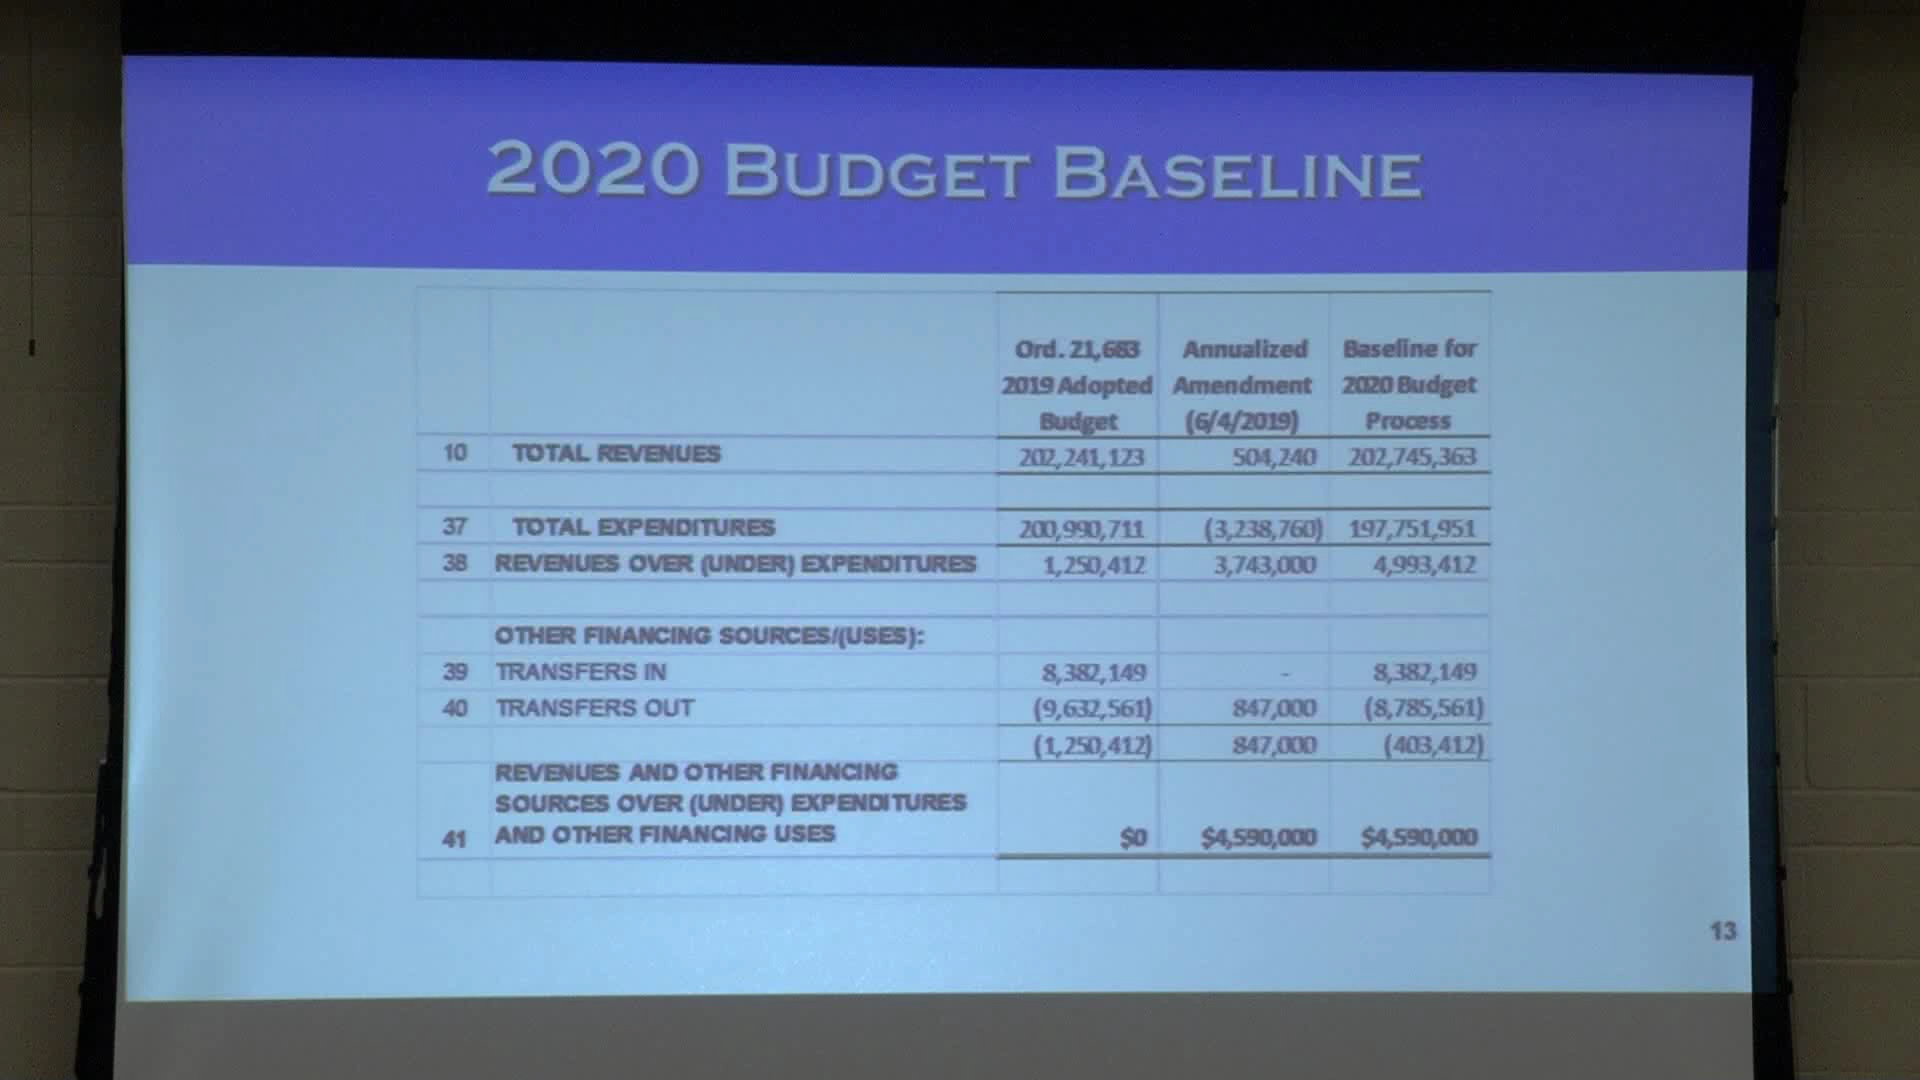 2020 BUDGET BASELINE
Ord. 21,683 Annualized Baseline for
2019 Adopted Amendment 2020 Budget
Budget (6/4/2019) Process
10 TOTAL REVENUES 202,241,123 504,240 202,745,363
37 TOTAL EXPENDITURES 200,990,711 (3,238,760) 197,751,951
38 REVENUES OVER (UNDER) EXPENDITURES 1,250,412 3,743,000 4,993,412
OTHER FINANCING SOURCES/(USES):
39 TRANSFERS IN 8,382,149 - 8,382,149
40 TRANSFERS OUT (9,632,561) 847,000 (8,785,561)
(1,250,412) 847,000 (403,412)
REVENUES AND OTHER FINANCING
SOURCES OVER (UNDER) EXPENDITURES
41 AND OTHER FINANCING USES $0 $4,590,000 $4,590,000
13